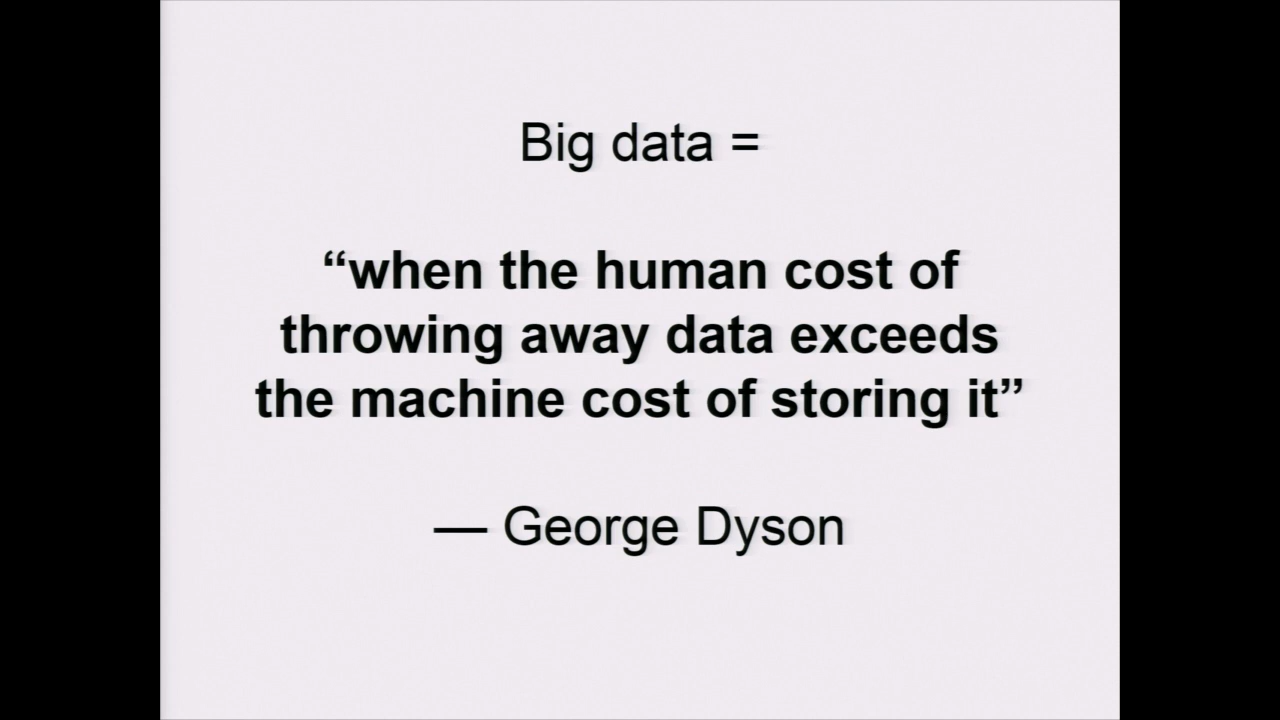 Big data =
“when the human cost of
throwing away data exceeds
the machine cost of storing it”
— George Dyson